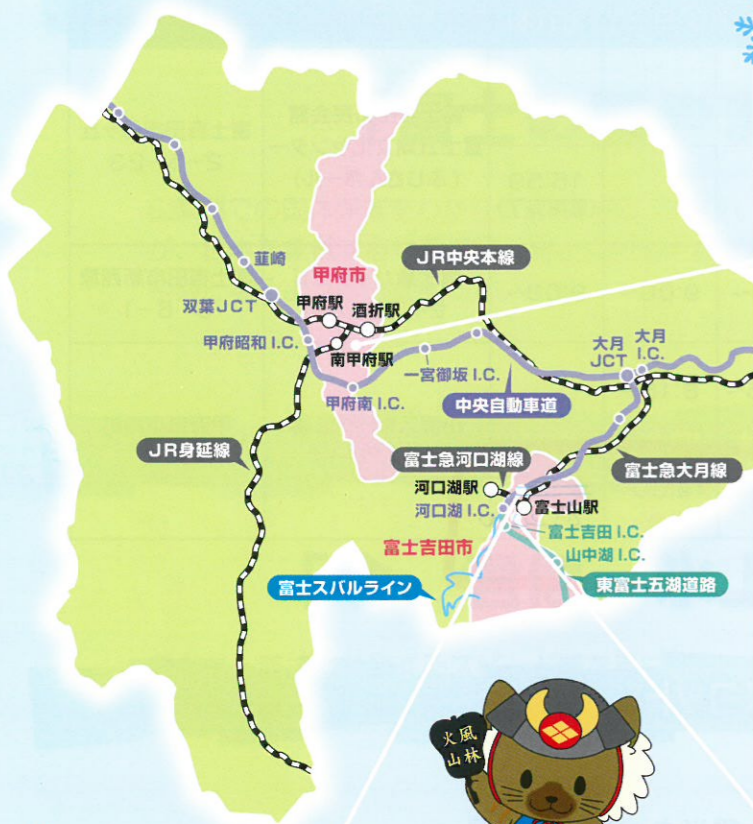 JR中央本線
韮崎
甲府市
双葉JCT
甲府駅
酒折駅
甲府昭和 I.C.
南甲府駅
大月
JCT
大月
I.C.
一宮御坂 I.C.
甲府南 I.C.
中央自動車道
JR身延線
富士急河口湖線
富士急大月線
河口湖駅
河口湖 I.C.
富士山駅
富士吉田 I.C.
富士吉田市
山中湖 I.C.
富士スバルライン
東富士五湖道路
火風
山林